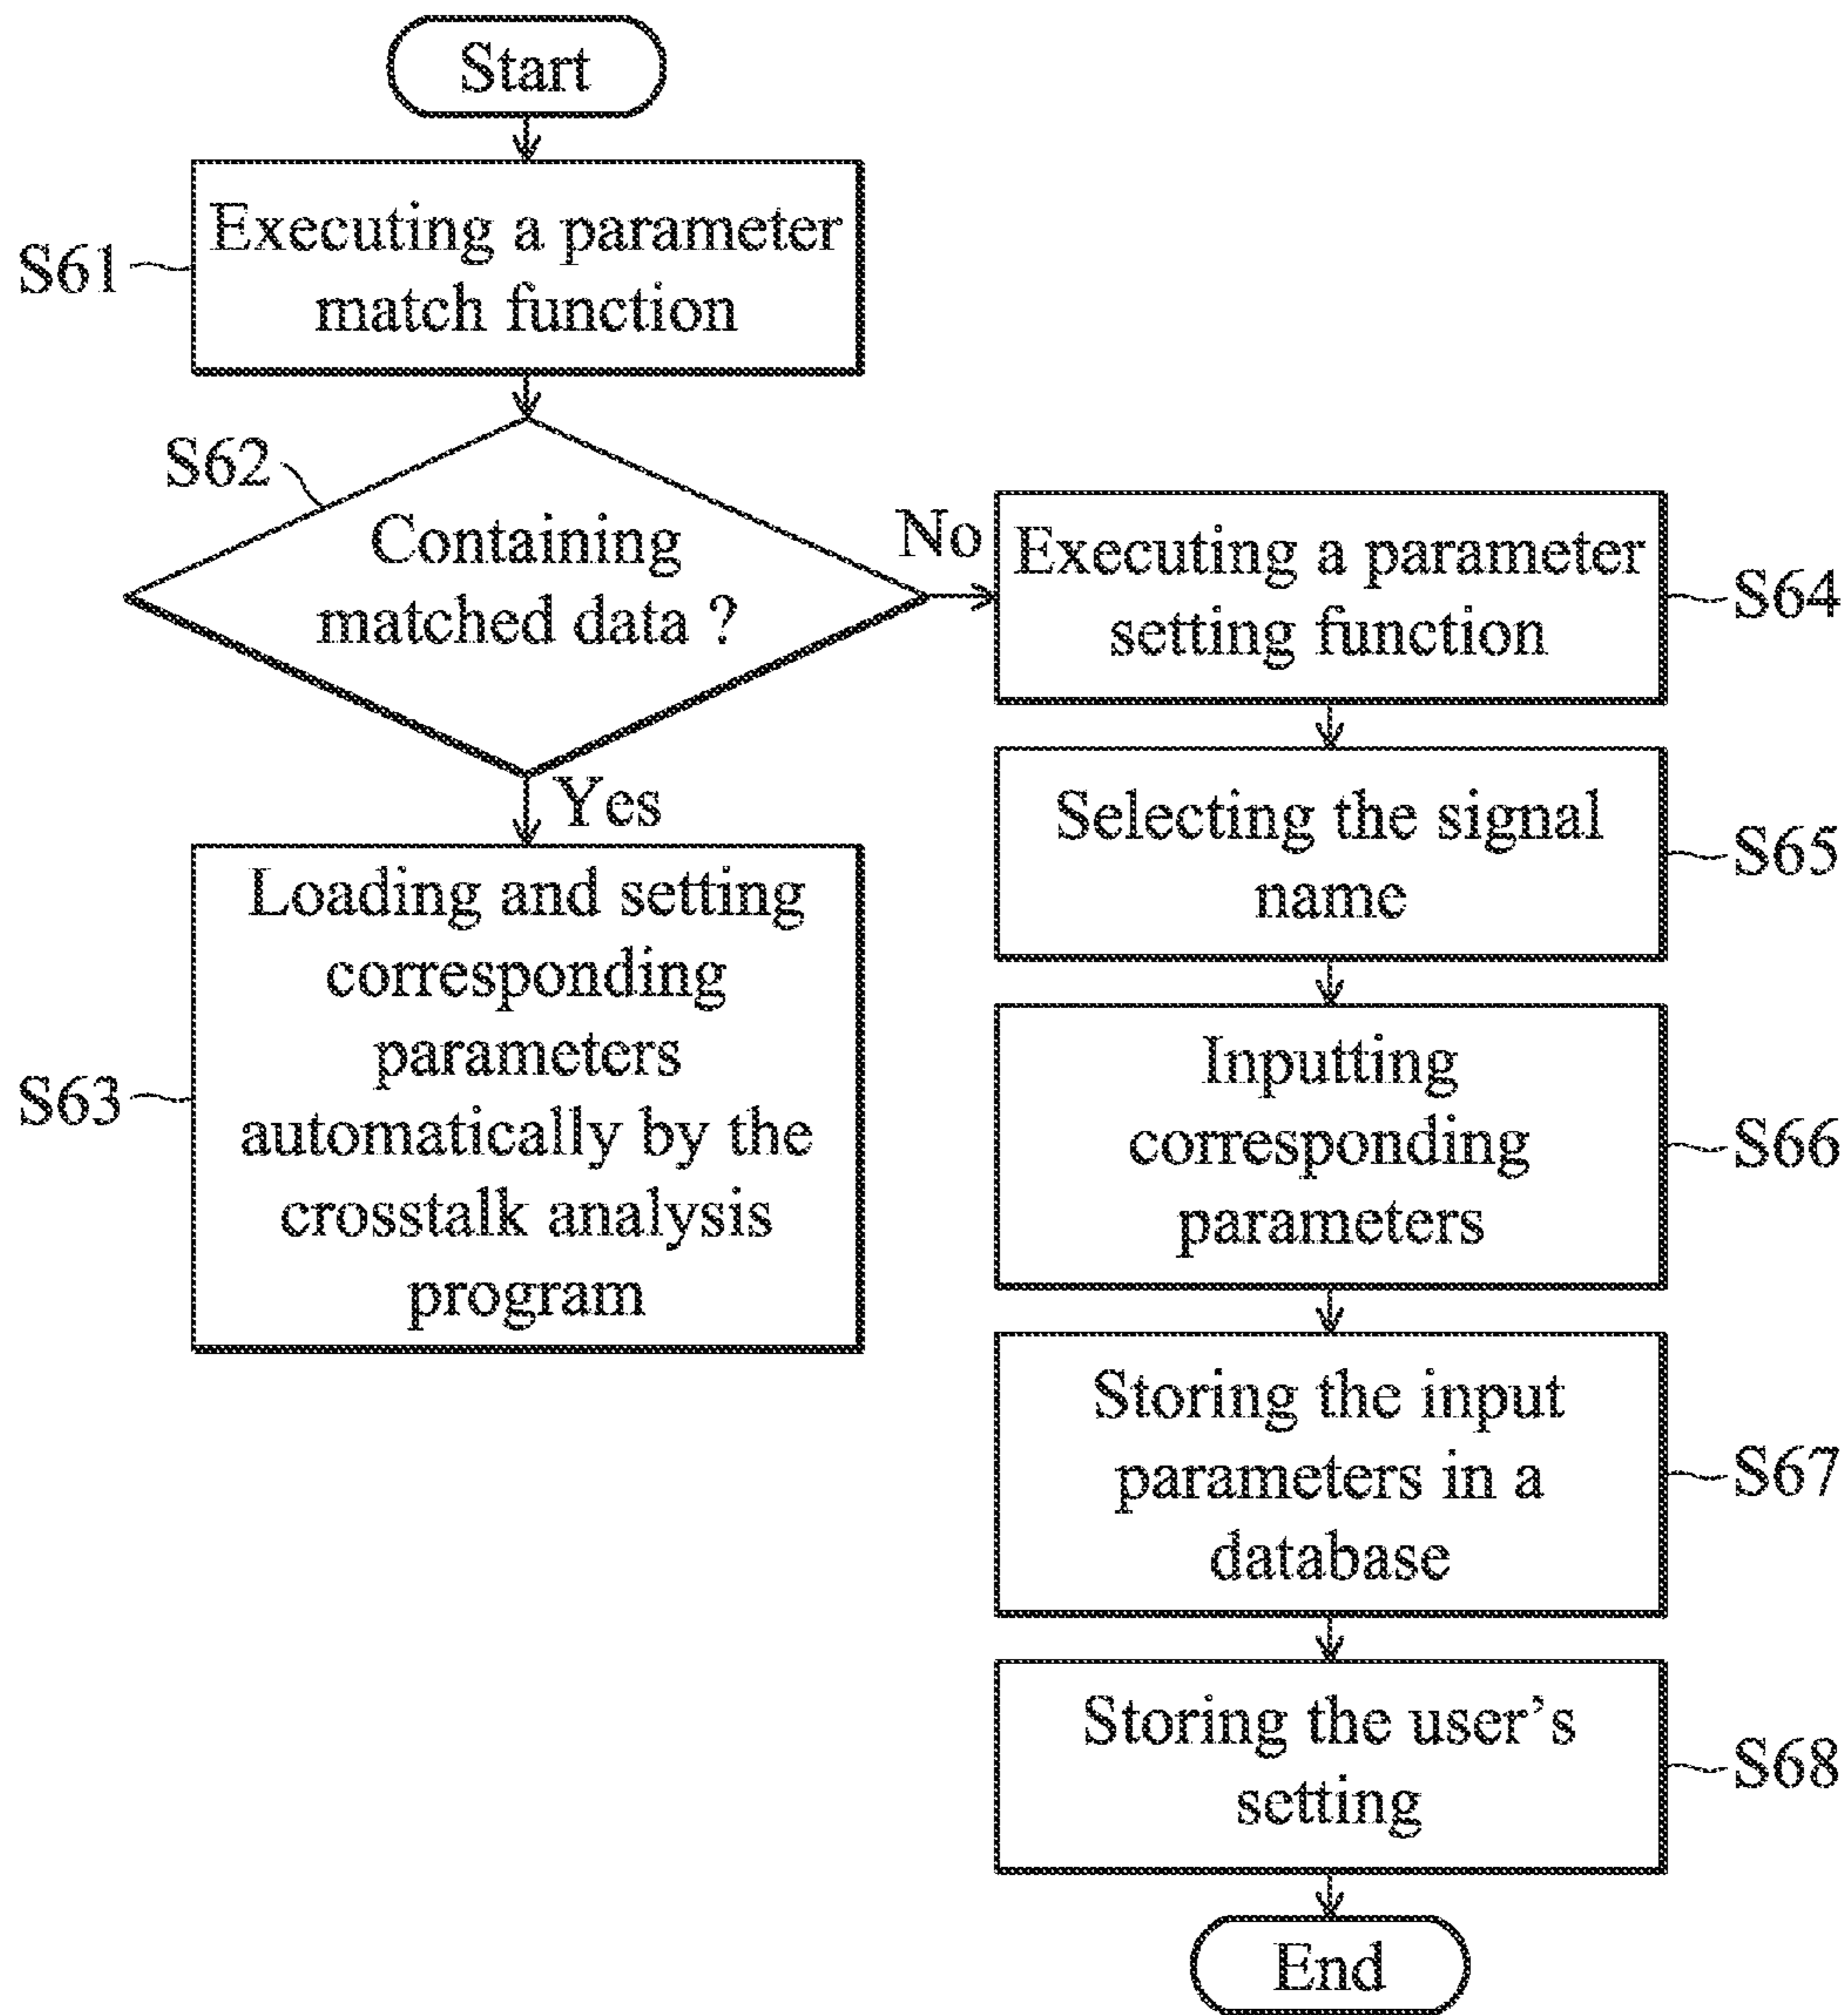 Start
S61
Executing a parameter
match function
S62
Containing
matched data ?
No
Yes
S63
Loading and setting
corresponding
parameters
automatically by the
crosstalk analysis
program
Executing a parameter
setting function
S64
Selecting the signal
name
S65
Inputting
corresponding
parameters
S66
Storing the input
parameters in a
database
S67
Storing the user's
setting
S68
End